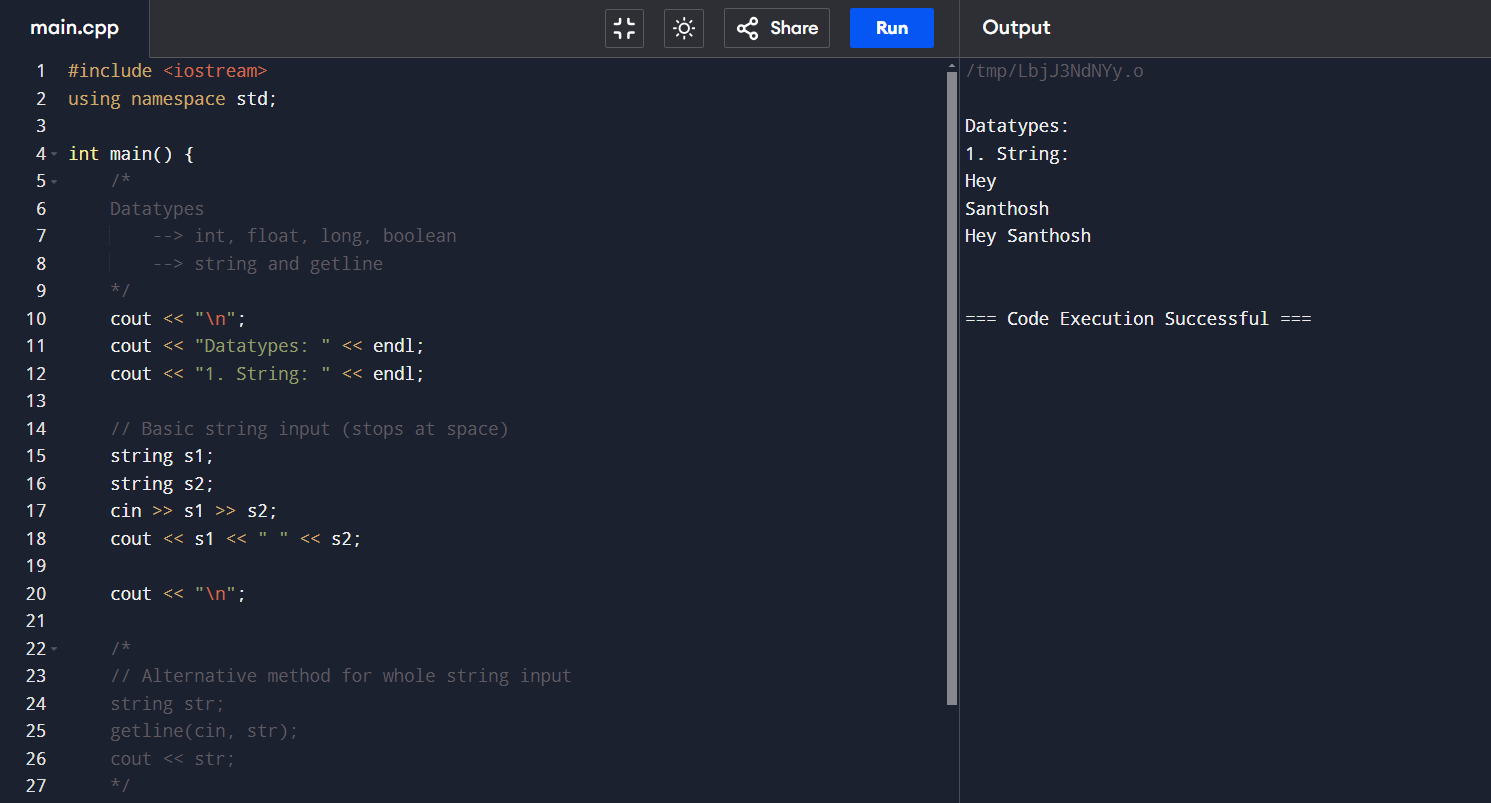 main.cpp
Share
Run
Output
1 #include <iostream>
2 using namespace std;
3
4 int main() {
5 /*
6 Datatypes
7 --> int, float, long, boolean
8 --> string and getline
9 */
10 cout << "\n";
11 cout << "Datatypes: " << endl;
12 cout << "1. String: " << endl;
13
14 // Basic string input (stops at space)
15 string s1;
16 string s2;
17 cin >> s1 >> s2;
18 cout << s1 << " " << s2;
19
20 cout << "\n";
21
22 /*
23 // Alternative method for whole string input
24 string str;
25 getline(cin, str);
26 cout << str;
27 */
/tmp/LbjJ3NdNYy.o
Datatypes:
1. String:
Hey
Santhosh
Hey Santhosh
=== Code Execution Successful ===